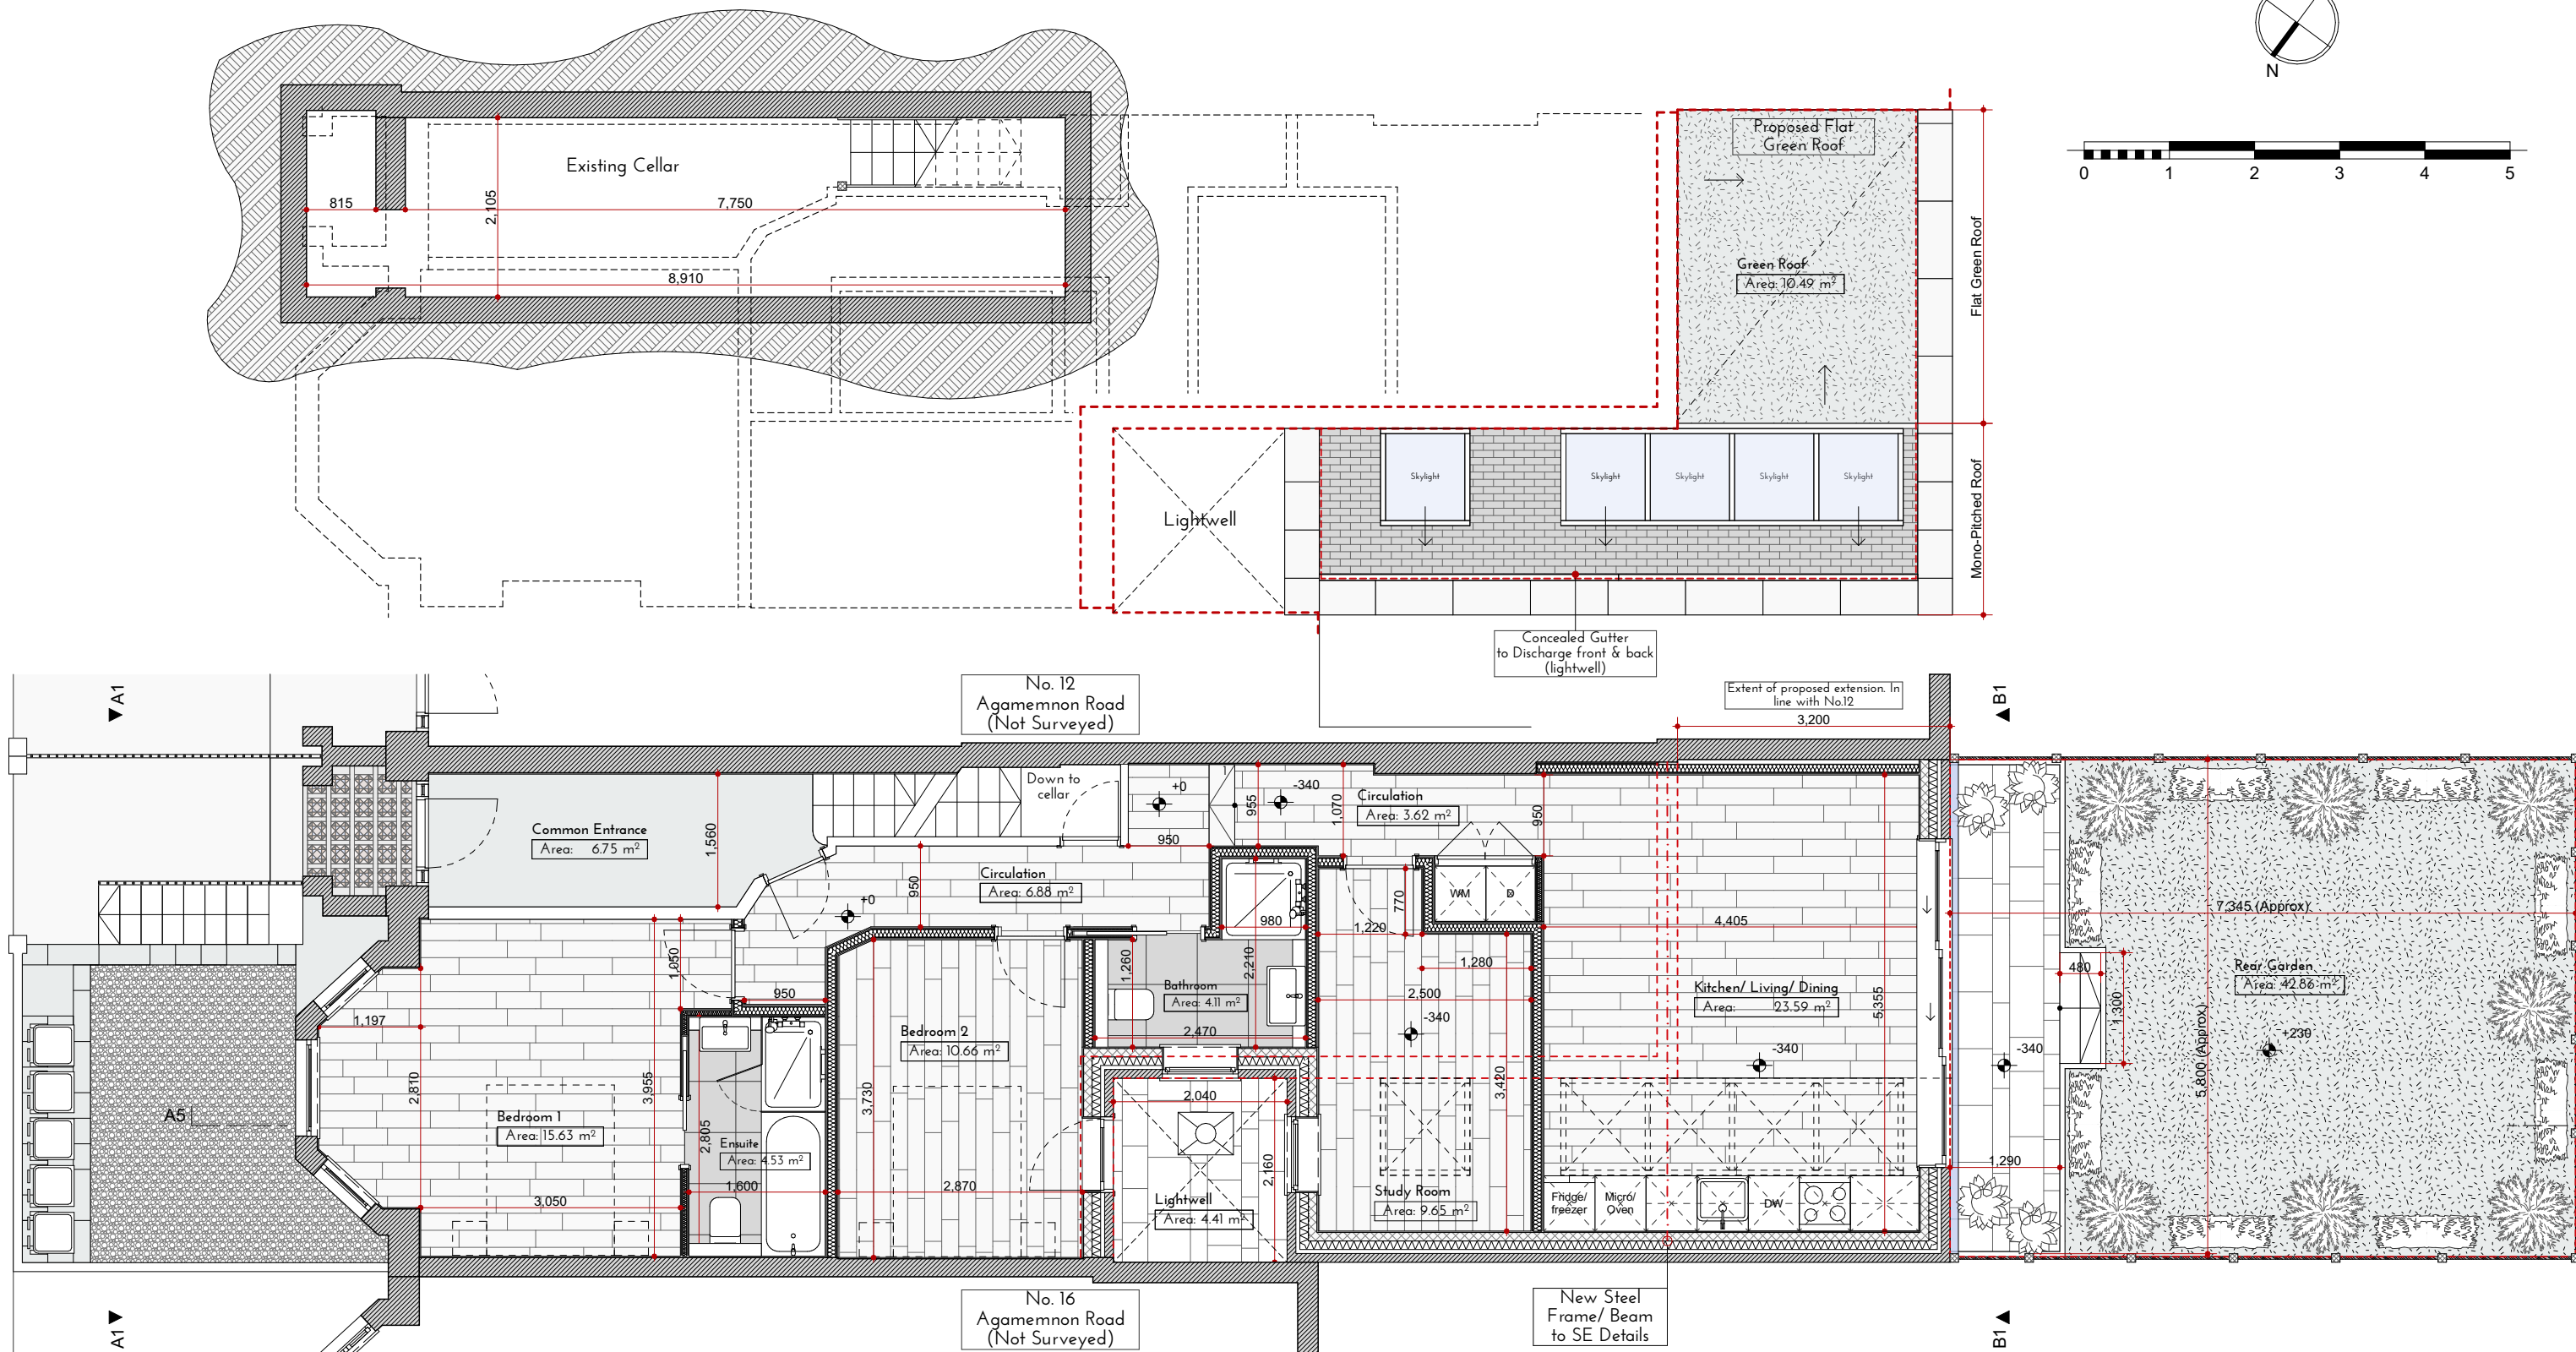 N
0 1 2 3 4 5
Existing Cellar
815
2,105
7,750
8,910
Proposed Flat
Green Roof
Green Roof
Area: 10.49 m²
Flat Green Roof
Mono-Pitched Roof
Lightwell
Skylight
Skylight
Skylight
Skylight
Skylight
Concealed Gutter
to Discharge front & back
(lightwell)
A1
No. 12
Agamemnon Road
(Not Surveyed)
Extent of proposed extension. In
line with No.12
3,200
B1
Common Entrance
Area: 6.75 m²
1,560
Down to
cellar
+0
950
955
-340
1,070
Circulation
Area: 3.62 m²
950
Circulation
Area: 6.88 m²
950
+0
980
WM
D
770
1,220
4,405
1,280
2,500
-340
1,050
950
1,260
2,210
Bathroom
Area: 4.11 m²
2,470
1,197
2,810
3,955
Bedroom 1
Area: 15.63 m²
3,050
Ensuite
Area: 4.53 m²
2,805
1,600
Bedroom 2
Area: 10.66 m²
3,730
2,870
2,040
2,160
Lightwell
Area: 4.41 m²
3,420
Study Room
Area: 9.65 m²
Kitchen/ Living/ Dining
Area: 23.59 m²
5,355
-340
Fridge/
freezer
Micro/
Oven
DW
-340
1,290
480
1,300
7,345 (Approx)
5,800 (Approx)
Rear Garden
Area: 42.86 m²
+230
A5
A1
No. 16
Agamemnon Road
(Not Surveyed)
New Steel
Frame/ Beam
to SE Details
B1